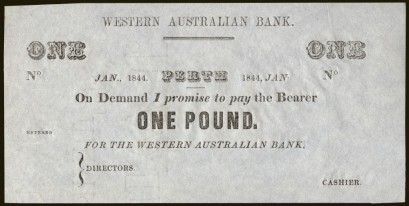 WESTERN AUSTRALIAN BANK.
ONE ONE
No No
JAN., 1844. PERTH 1844, JAN
On Demand I promise to pay the Bearer
ONE POUND.
ENTERED
FOR THE WESTERN AUSTRALIAN BANK,
DIRECTORS.
CASHIER.